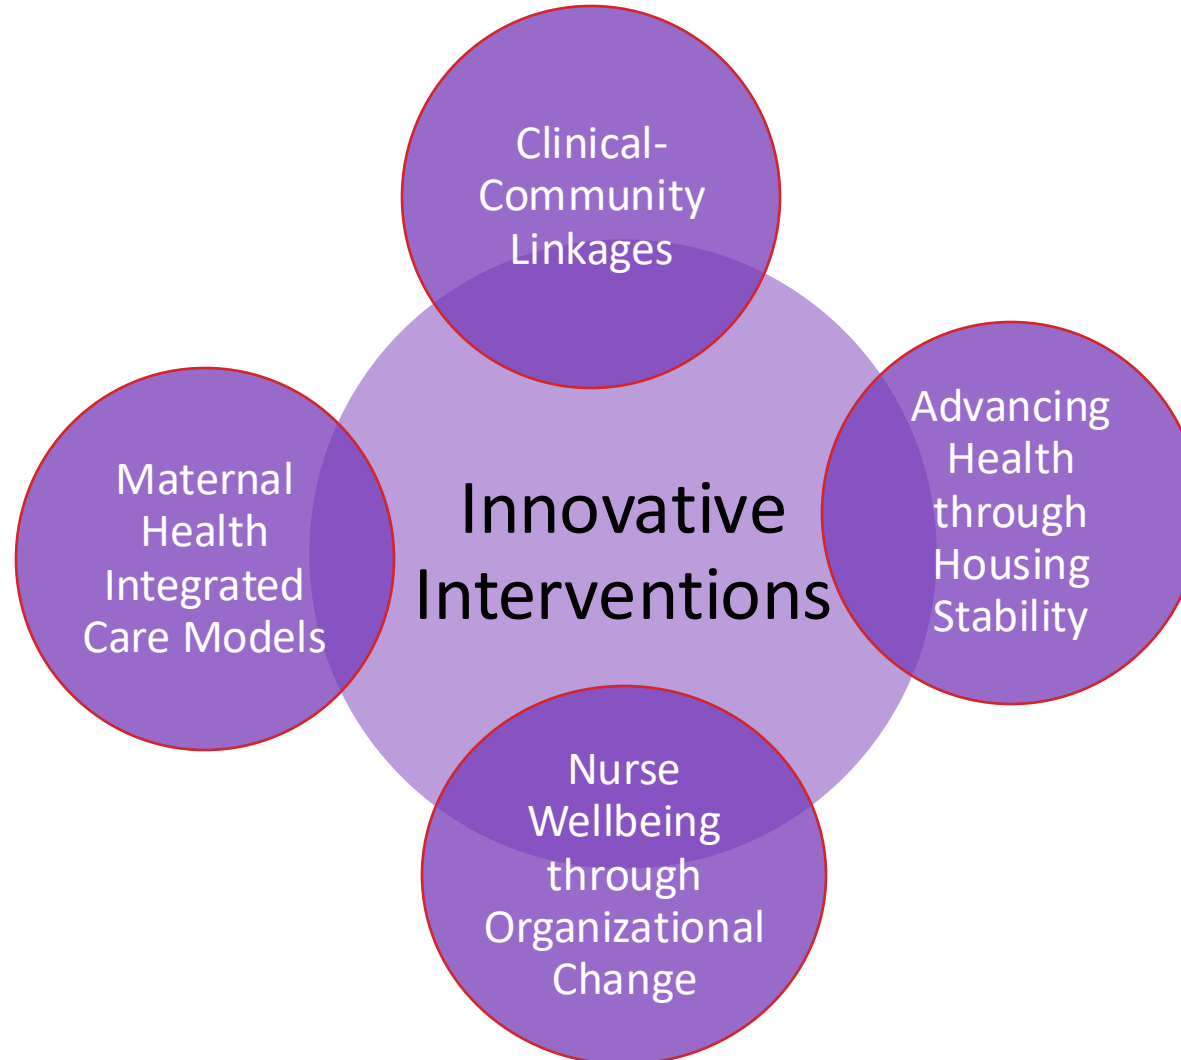 Clinical-
Community
Linkages
Advancing
Health
through
Housing
Stability
Maternal
Health
Integrated
Care Models
Innovative
Interventions
Nurse
Wellbeing
through
Organizational
Change